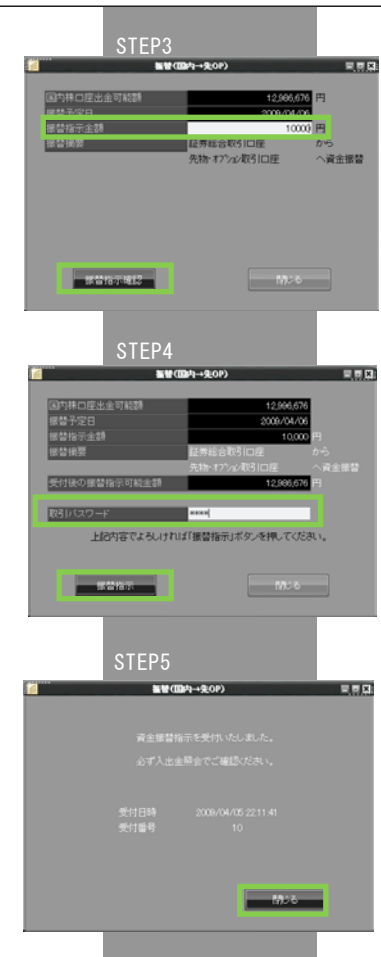 STEP3
振替(国内→先OP)
国内株口座出金可能額 12,996,676 円
振替予定日 2009/04/06
振替指示金額 10000 円
振替摘要 証券総合取引口座 から
先物・オプション取引口座 へ資金振替
振替指示確認 閉じる
STEP4
振替(国内→先OP)
国内株口座出金可能額 12,996,676
振替予定日 2009/04/06
振替指示金額 10,000 円
振替摘要 証券総合取引口座 から
先物・オプション取引口座 へ資金振替
受付後の振替指示可能金額 12,986,676 円
取引パスワード ****
上記内容でよろしければ「振替指示」ボタンを押してください。
振替指示 閉じる
STEP5
振替(国内→先OP)
資金振替指示を受付いたしました。
必ず入出金照会でご確認ください。
受付日時 2009/04/05 22:11:41
受付番号 10
閉じる